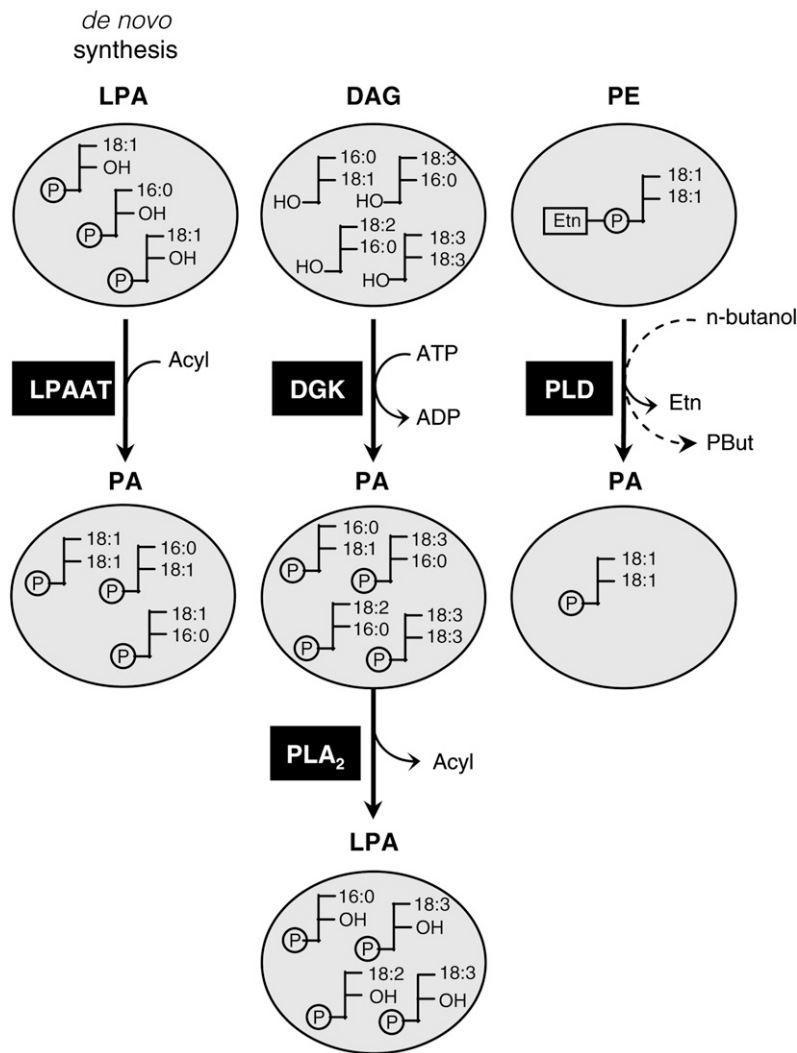 de novo
synthesis
LPA
DAG
PE
18:1
OH
P
16:0
OH
P
18:1
OH
P
16:0
18:1
HO
18:3
16:0
HO
18:2
16:0
HO
18:3
18:3
HO
18:1
18:1
Etn
P
LPAAT
Acyl
DGK
ATP
ADP
PLD
n-butanol
Etn
PBut
PA
PA
PA
18:1
18:1
P
16:0
18:1
P
18:1
16:0
P
16:0
18:1
P
18:3
16:0
P
18:2
16:0
P
18:3
18:3
P
18:1
18:1
P
PLA₂
Acyl
LPA
16:0
OH
P
18:3
OH
P
18:2
OH
P
18:3
OH
P